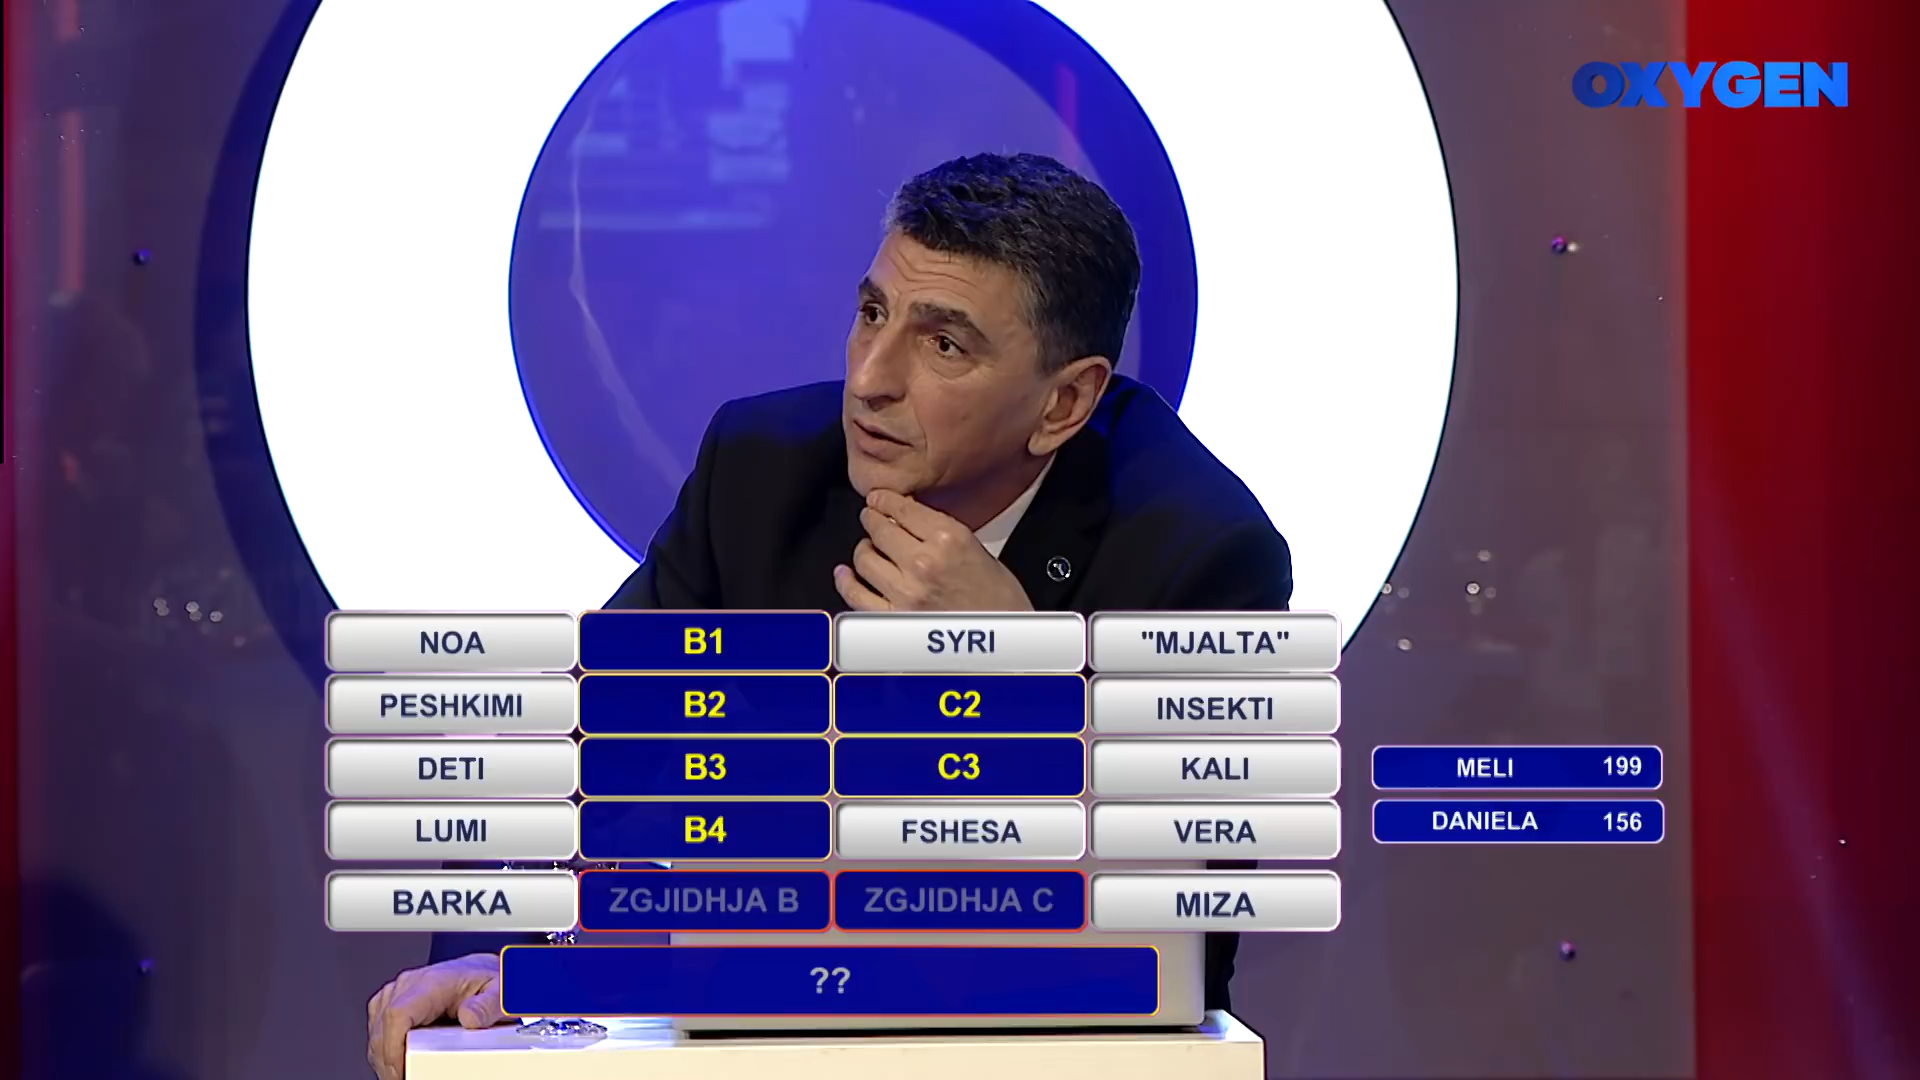 OXYGEN
NOA B1 SYRI "MJALTA"
PESHKIMI B2 C2 INSEKTI
DETI B3 C3 KALI
LUMI B4 FSHESA VERA
BARKA ZGJIDHJA B ZGJIDHJA C MIZA
??
MELI 199
DANIELA 156